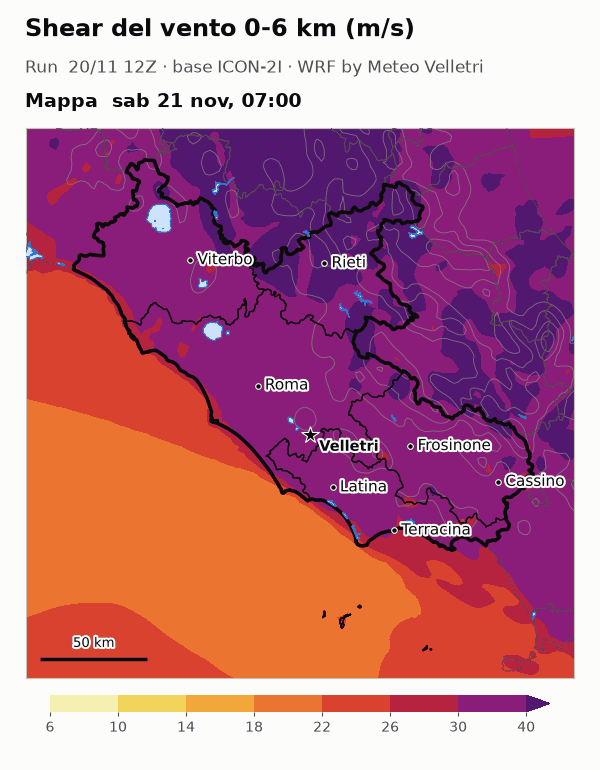 Shear del vento 0-6 km (m/s)
Run  20/11 12Z · base ICON-2I · WRF by Meteo Velletri
Mappa  sab 21 nov, 07:00
Viterbo
Rieti
Roma
Velletri
Frosinone
Cassino
Latina
Terracina
50 km
6 10 14 18 22 26 30 40